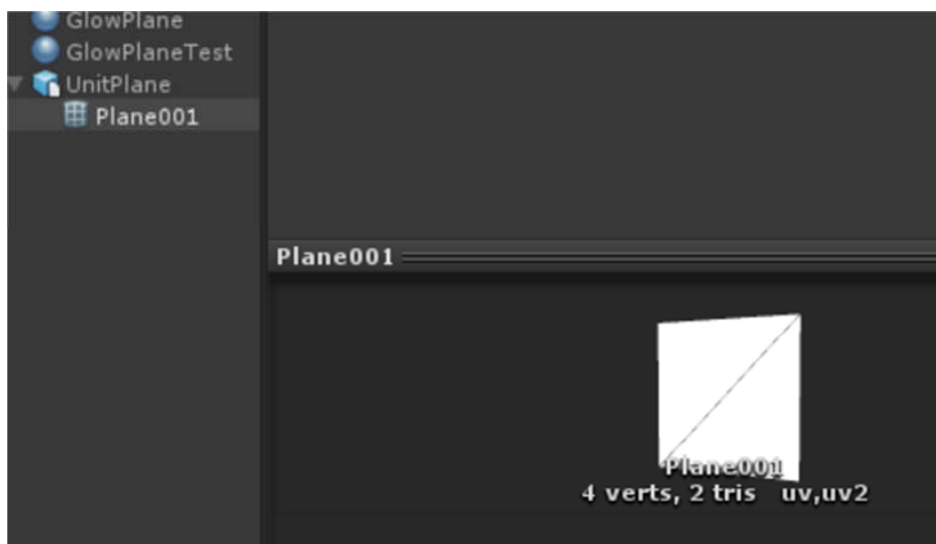 GlowPlane
GlowPlaneTest
UnitPlane
Plane001
Plane001
Plane001
4 verts, 2 tris uv,uv2